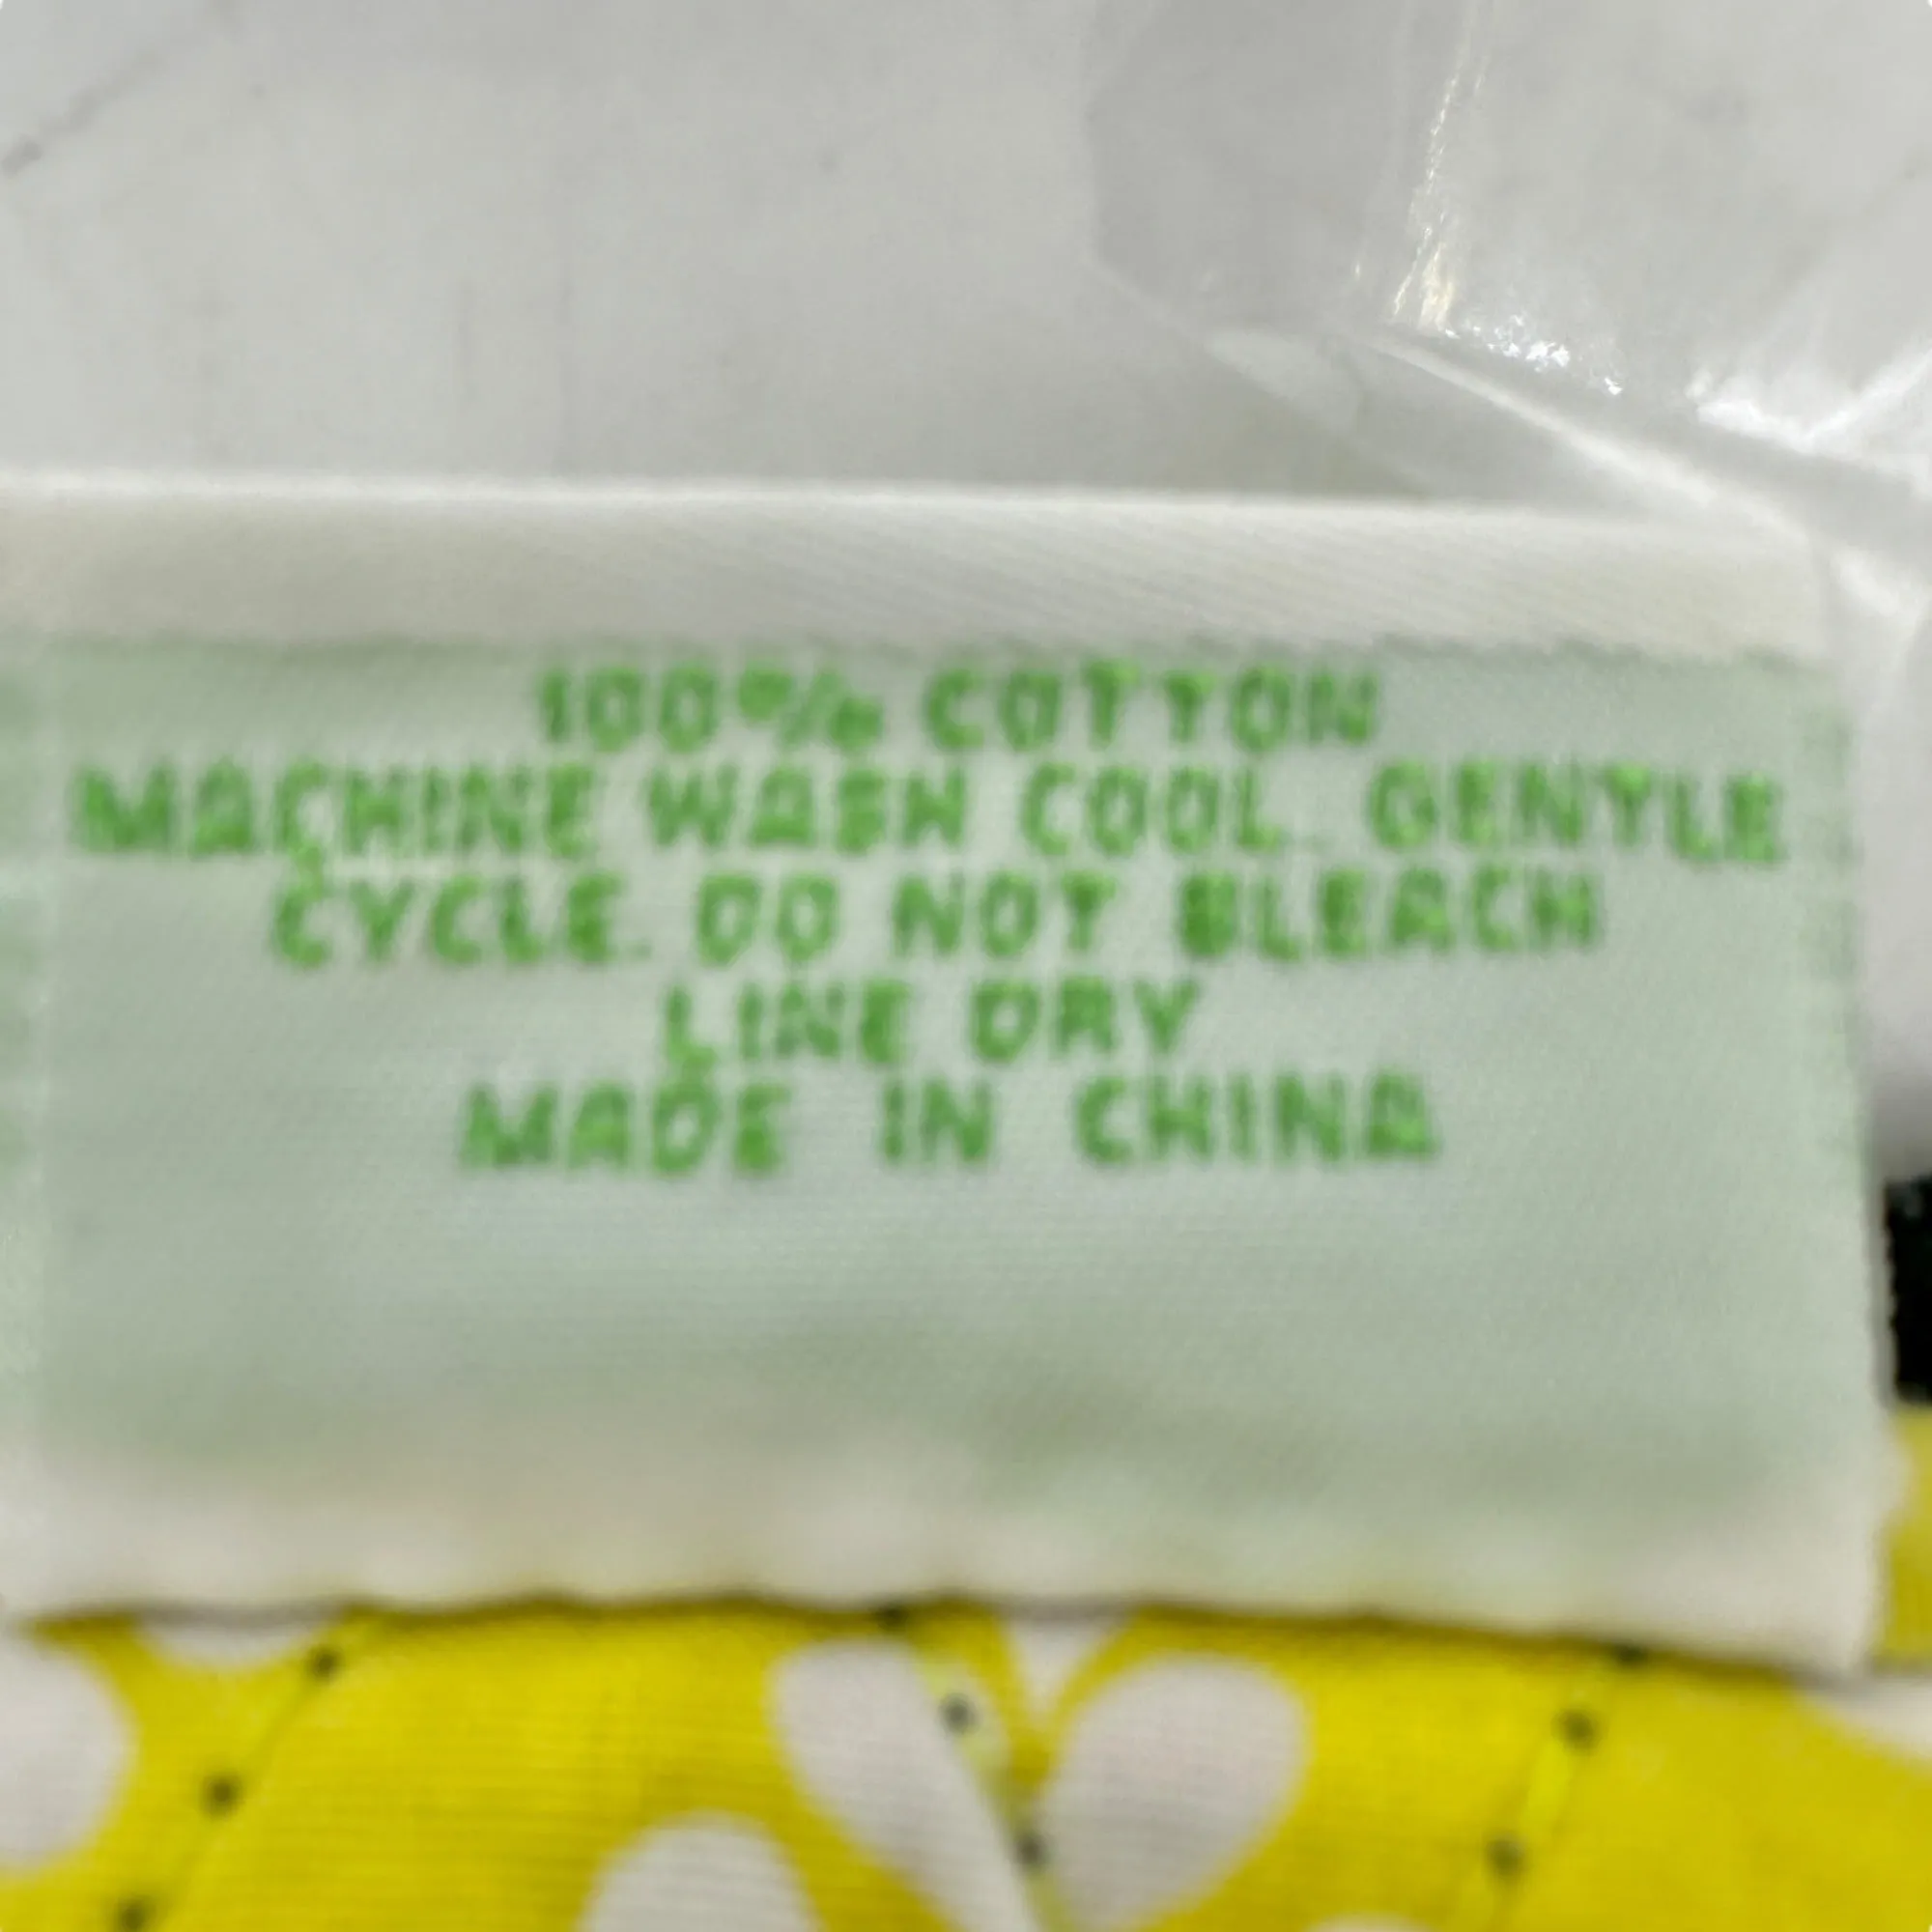 100% COTTON
MACHINE WASH COOL. GENTLE
CYCLE. DO NOT BLEACH
LINE DRY
MADE IN CHINA